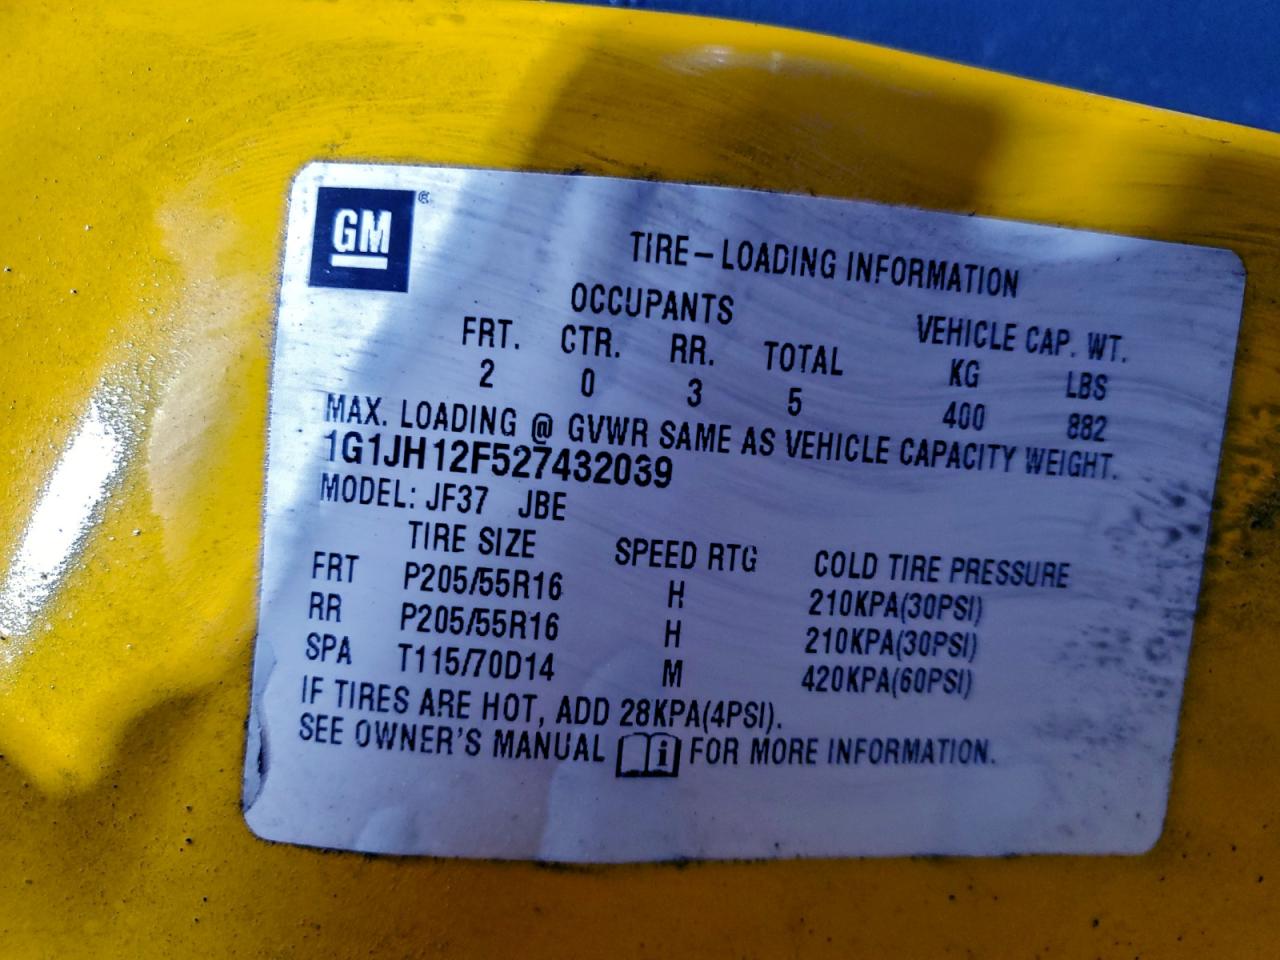 GM ®
TIRE-LOADING INFORMATION
OCCUPANTS VEHICLE CAP. WT.
FRT. CTR. RR. TOTAL KG LBS
2 0 3 5 400 882
MAX. LOADING @ GVWR SAME AS VEHICLE CAPACITY WEIGHT.
1G1JH12F527432039
MODEL: JF37 JBE
TIRE SIZE SPEED RTG COLD TIRE PRESSURE
FRT P205/55R16 H 210KPA(30PSI)
RR P205/55R16 H 210KPA(30PSI)
SPA T115/70D14 M 420KPA(60PSI)
IF TIRES ARE HOT, ADD 28KPA(4PSI).
SEE OWNER'S MANUAL i FOR MORE INFORMATION.